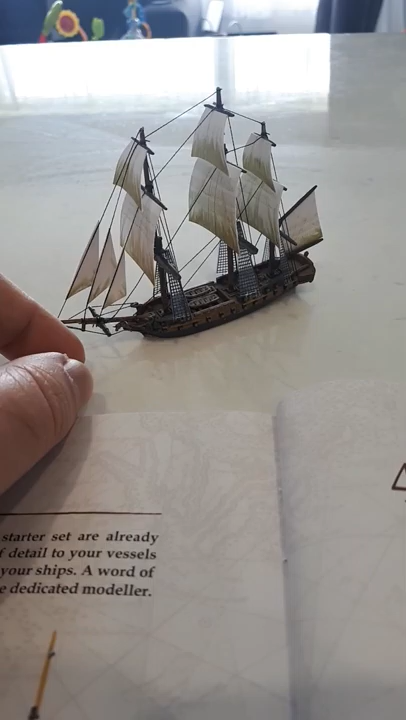 starter set are already
f detail to your vessels
your ships. A word of
e dedicated modeller.